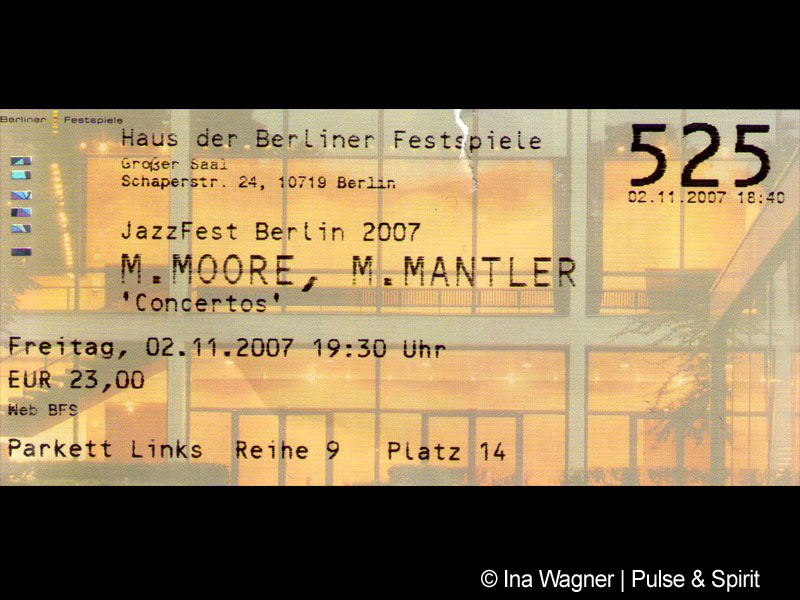 Berliner Festspiele
Haus der Berliner Festspiele
Großer Saal
Schaperstr. 24, 10719 Berlin
525
02.11.2007 18:40
JazzFest Berlin 2007
M.MOORE, M.MANTLER
'Concertos'
Freitag, 02.11.2007 19:30 Uhr
EUR 23,00
Web BFS
Parkett Links Reihe 9 Platz 14
© Ina Wagner | Pulse & Spirit